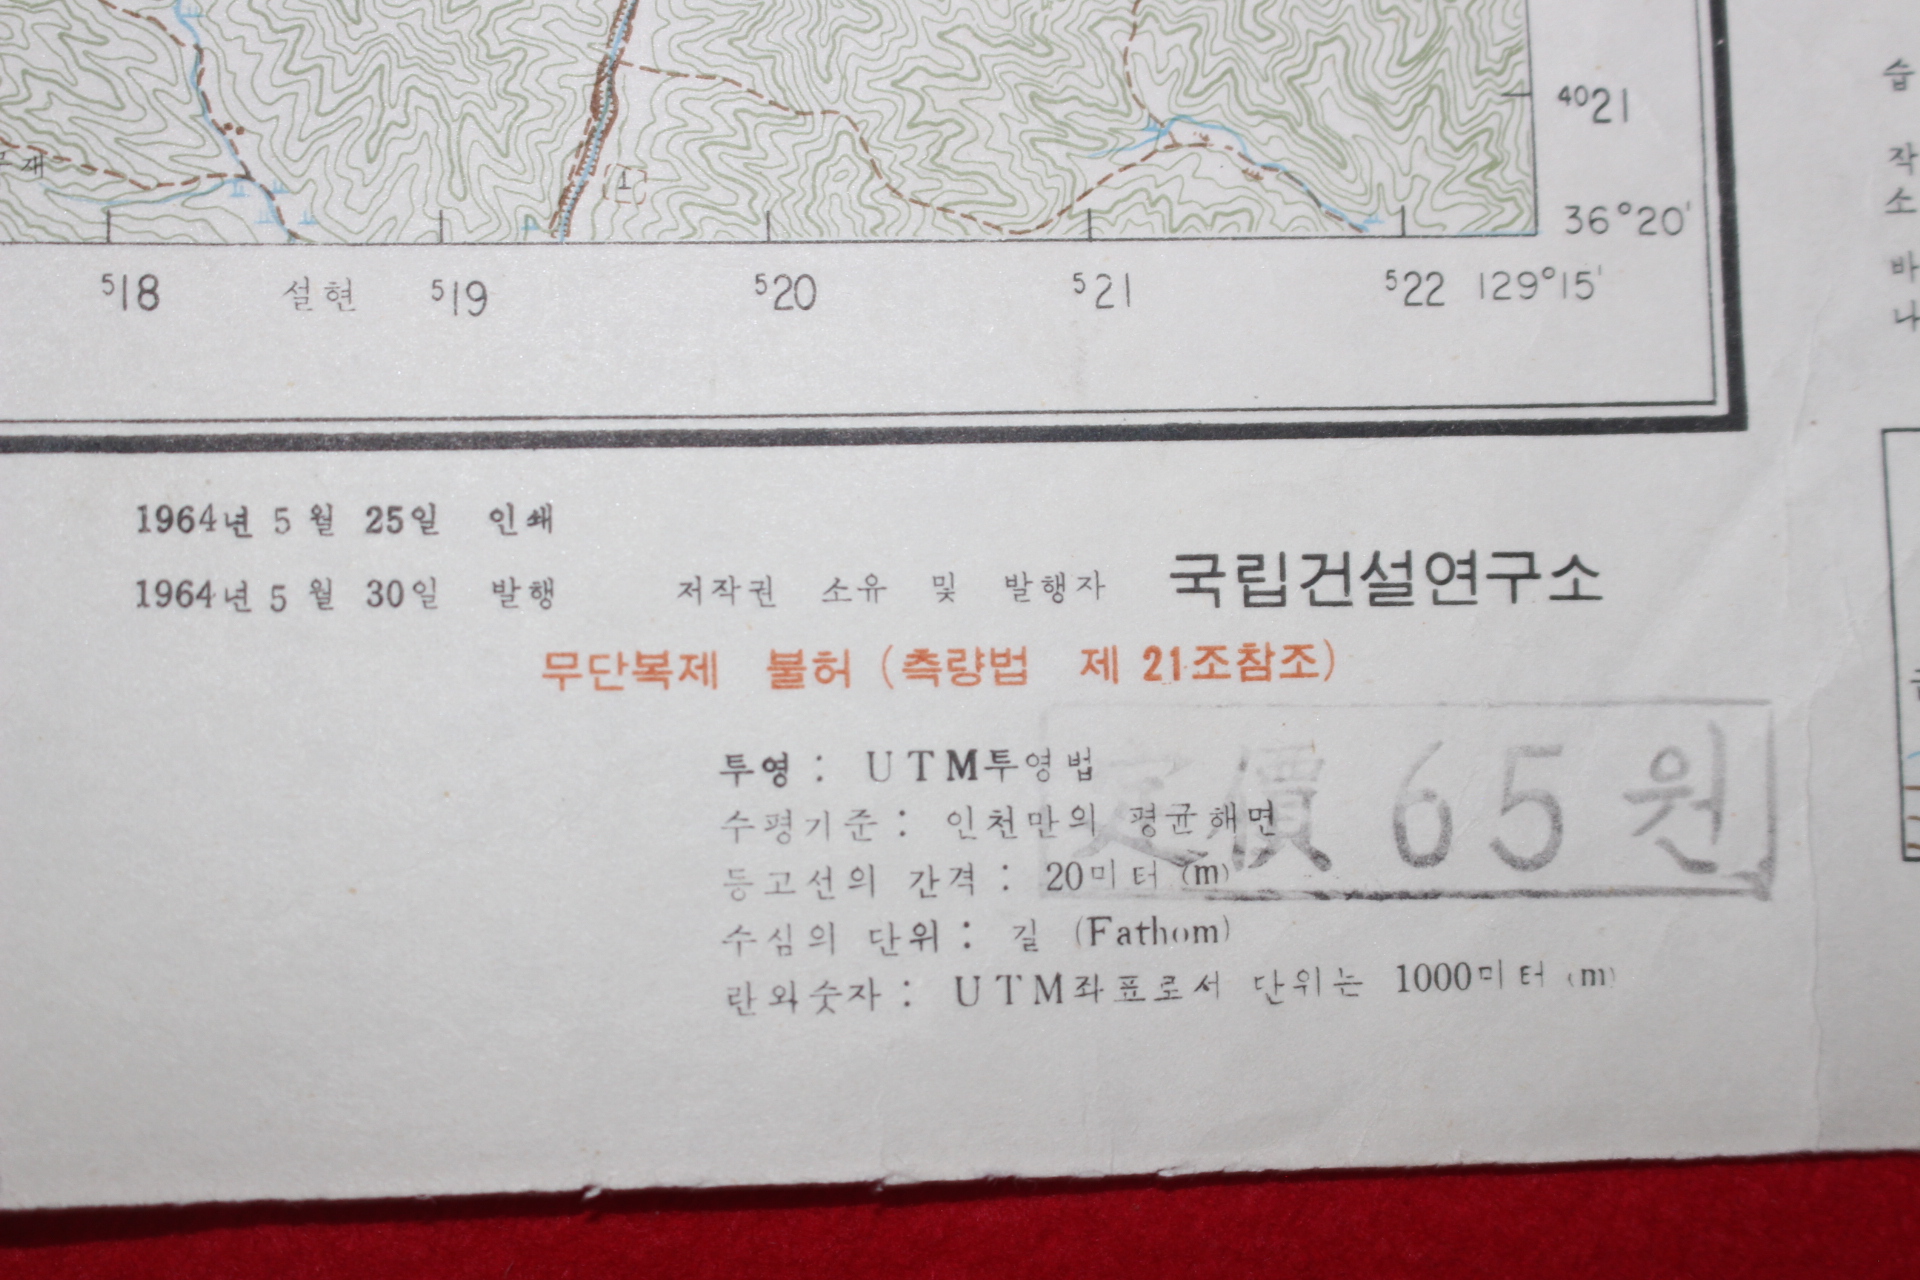 재
습
4021
작
소
36°20'
바
나
518 설현 519 520 521 522 129°15'
1964년 5월 25일 인쇄
1964년 5월 30일 발행 저작권 소유 및 발행자 국립건설연구소
무단복제 불허 (측량법 제 21조참조)
定價 65원
투영 : UTM투영법
수평기준 : 인천만의 평균해면
등고선의 간격 : 20미터 (m)
수심의 단위 : 길 (Fathom)
란외숫자 : UTM좌표로서 단위는 1000미터 (m)